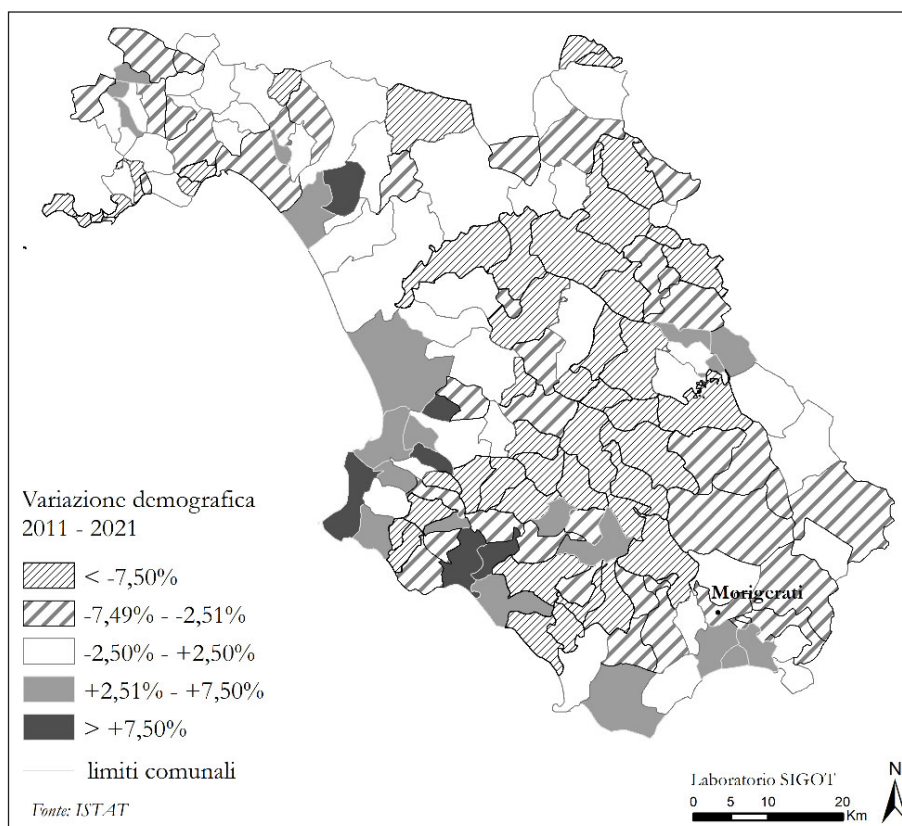 Morigerati
Variazione demografica
2011 - 2021
< -7,50%
-7,49% - -2,51%
-2,50% - +2,50%
+2,51% - +7,50%
> +7,50%
limiti comunali
Fonte: ISTAT
Laboratorio SIGOT
N
0 5 10 20
Km